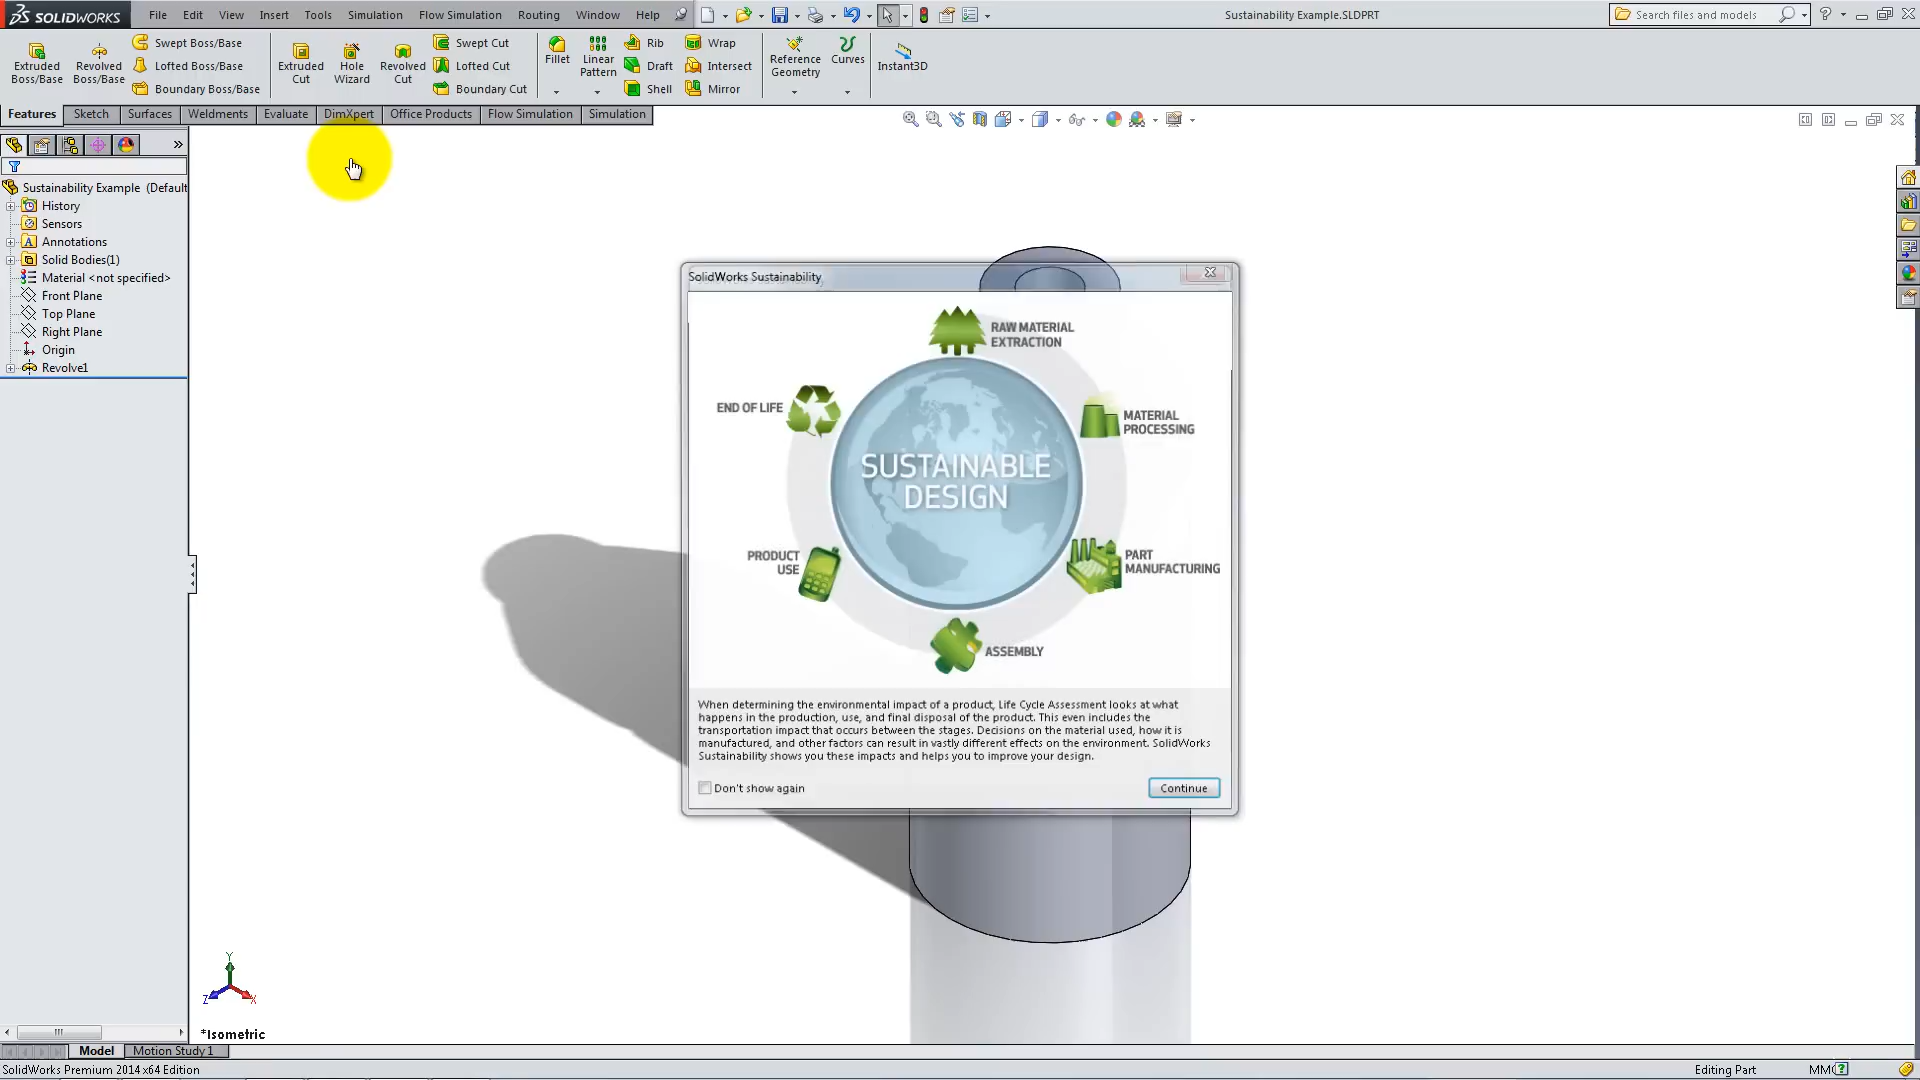 SOLIDWORKS
File Edit View Insert Tools Simulation Flow Simulation Routing Window Help
Sustainability Example.SLDPRT
Search files and models
Extruded Boss/Base
Revolved Boss/Base
Swept Boss/Base
Lofted Boss/Base
Boundary Boss/Base
Extruded Cut
Hole Wizard
Revolved Cut
Swept Cut
Lofted Cut
Boundary Cut
Fillet
Linear Pattern
Rib
Draft
Shell
Wrap
Intersect
Mirror
Reference Geometry
Curves
Instant3D
Features Sketch Surfaces Weldments Evaluate DimXpert Office Products Flow Simulation Simulation
Sustainability Example (Default
History
Sensors
Annotations
Solid Bodies(1)
Material <not specified>
Front Plane
Top Plane
Right Plane
Origin
Revolve1
SolidWorks Sustainability
RAW MATERIAL
EXTRACTION
END OF LIFE
MATERIAL
PROCESSING
SUSTAINABLE
DESIGN
PRODUCT
USE
PART
MANUFACTURING
ASSEMBLY
When determining the environmental impact of a product, Life Cycle Assessment looks at what
happens in the production, use, and final disposal of the product. This even includes the
transportation impact that occurs between the stages. Decisions on the material used, how it is
manufactured, and other factors can result in vastly different effects on the environment. SolidWorks
Sustainability shows you these impacts and helps you to improve your design.
Don't show again
Continue
Y
Z X
*Isometric
Model Motion Study 1
SolidWorks Premium 2014 x64 Edition
Editing Part